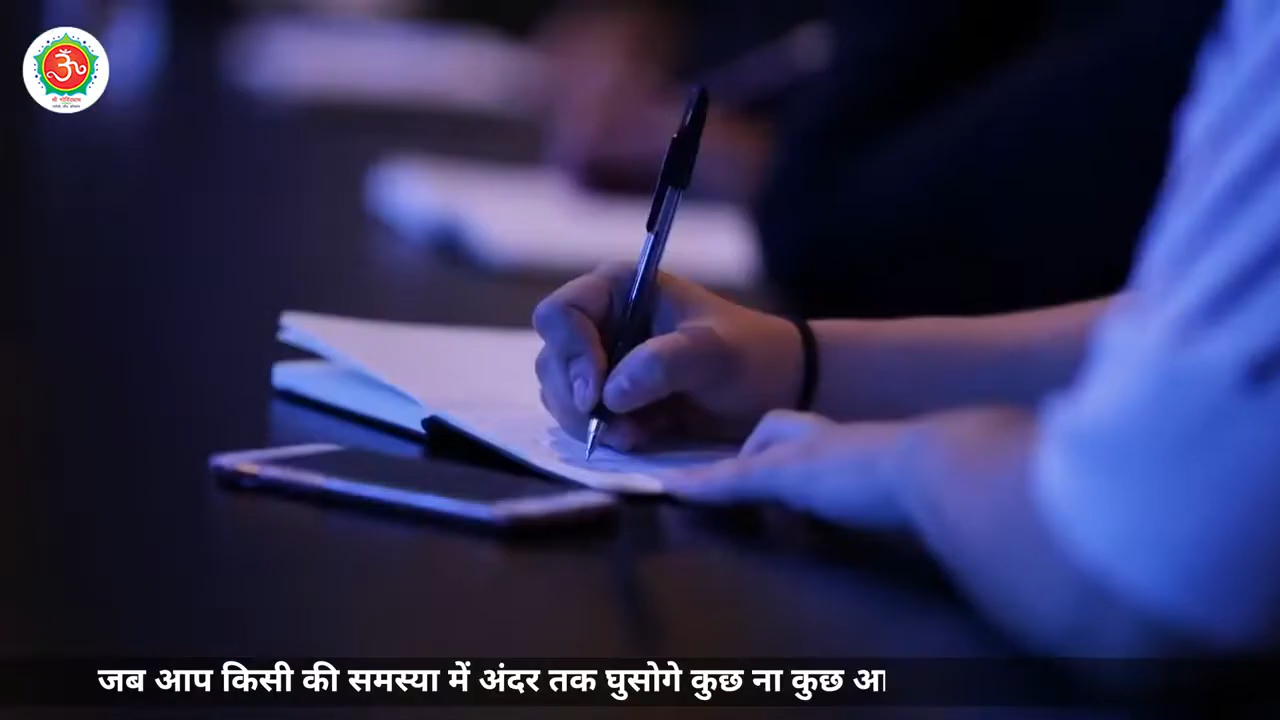 ॐ
जब आप किसी की समस्या में अंदर तक घुसोगे कुछ ना कुछ